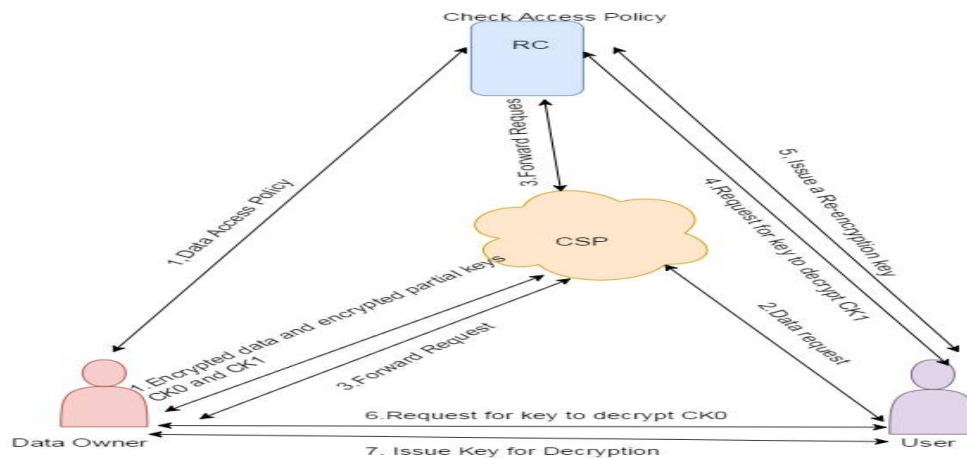 Check Access Policy
RC
3.Forward Reques
1,Data Access Policy
5, Issue a Re-encryption key
4.Request for key to decrypt CK1
CSP
1.Encrypted data and encrypted partial keys
CK0 and CK1
3.Forward Request
2.Data request
6.Request for key to decrypt CK0
7. Issue Key for Decryption
Data Owner
User